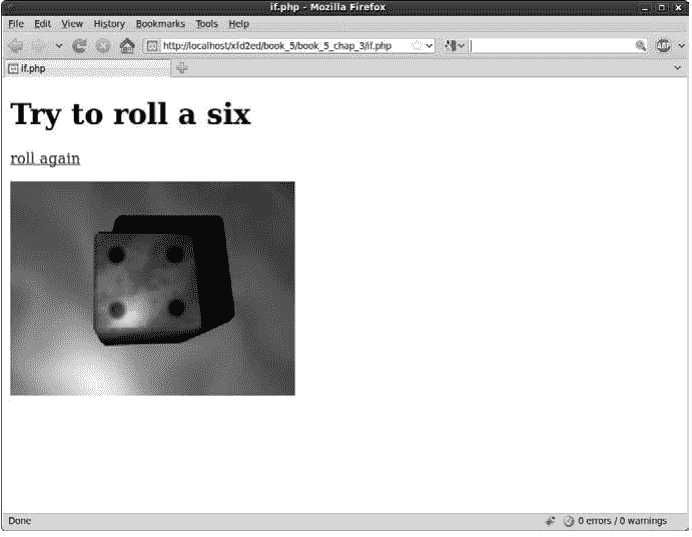 if.php - Mozilla Firefox
File Edit View History Bookmarks Tools Help
http://localhost/xfd2ed/book_5/book_5_chap_3/if.php
ABP
if.php
Try to roll a six
roll again
Done
0 errors / 0 warnings